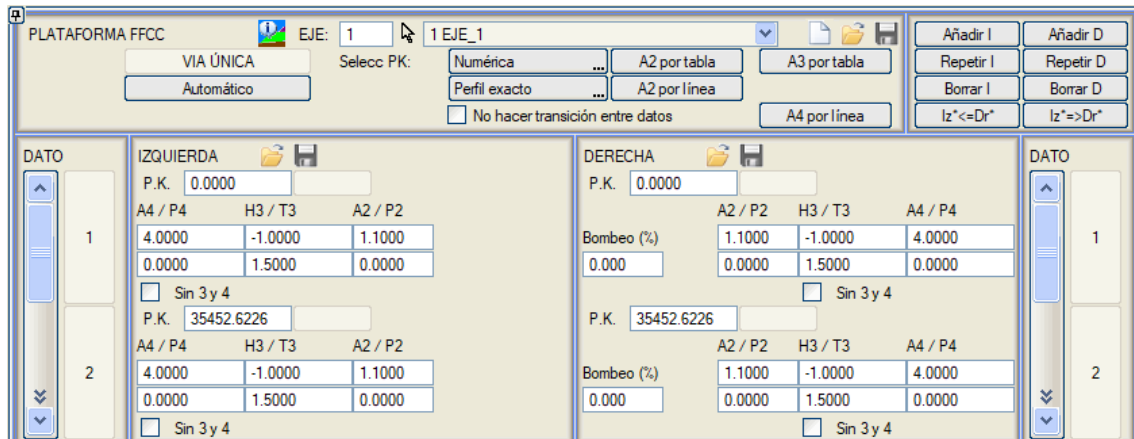 PLATAFORMA FFCC EJE: 1 1 EJE_1 Añadir I Añadir D
VIA ÚNICA Selecc PK: Numérica ... A2 por tabla A3 por tabla Repetir I Repetir D
Automático Perfil exacto ... A2 por línea Borrar I Borrar D
No hacer transición entre datos A4 por línea Iz*<=Dr* Iz*=>Dr*
DATO IZQUIERDA DERECHA DATO
P.K. 0.0000 P.K. 0.0000
A4 / P4 H3 / T3 A2 / P2 A2 / P2 H3 / T3 A4 / P4
1 4.0000 -1.0000 1.1000 Bombeo (%) 1.1000 -1.0000 4.0000 1
0.0000 1.5000 0.0000 0.000 0.0000 1.5000 0.0000
Sin 3 y 4 Sin 3 y 4
P.K. 35452.6226 P.K. 35452.6226
A4 / P4 H3 / T3 A2 / P2 A2 / P2 H3 / T3 A4 / P4
2 4.0000 -1.0000 1.1000 Bombeo (%) 1.1000 -1.0000 4.0000 2
0.0000 1.5000 0.0000 0.000 0.0000 1.5000 0.0000
Sin 3 y 4 Sin 3 y 4